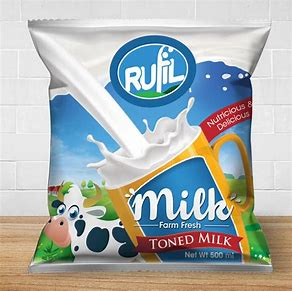 RUFIL
Nutricious &
Delicious
Milk
Farm Fresh
TONED MILK
Net Wt 500 ml